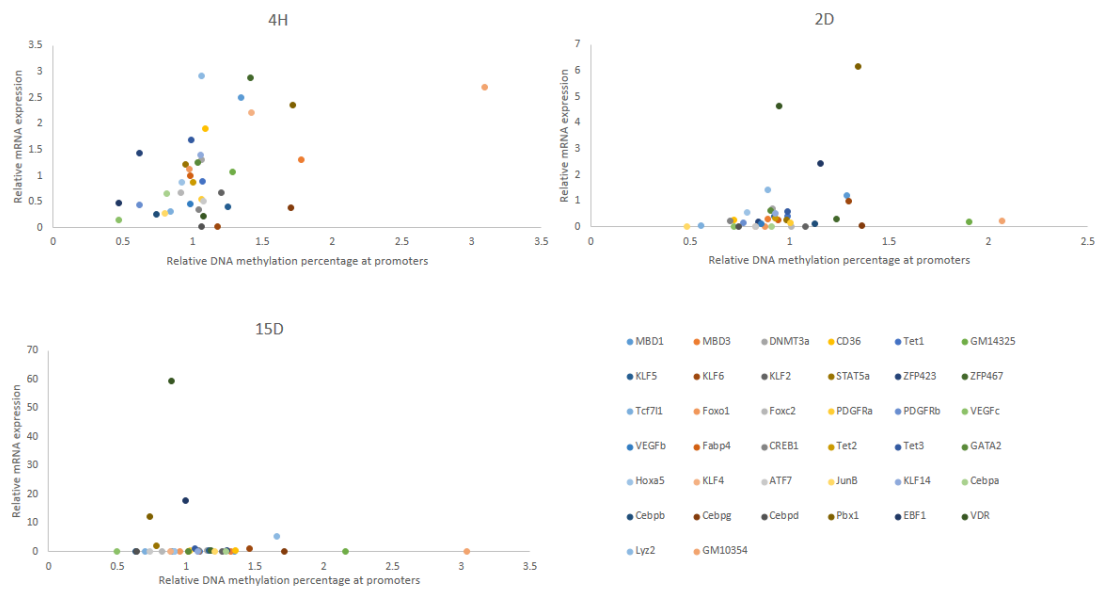 4H
Relative mRNA expression
3.5
3
2.5
2
1.5
1
0.5
0
0 0.5 1 1.5 2 2.5 3 3.5
Relative DNA methylation percentage at promoters
2D
Relative mRNA expression
7
6
5
4
3
2
1
0
0 0.5 1 1.5 2 2.5
Relative DNA methylation percentage at promoters
15D
Relative mRNA expression
70
60
50
40
30
20
10
0
0 0.5 1 1.5 2 2.5 3 3.5
Relative DNA methylation percentage at promoters
MBD1 MBD3 DNMT3a CD36 Tet1 GM14325
KLF5 KLF6 KLF2 STAT5a ZFP423 ZFP467
Tcf7l1 Foxo1 Foxc2 PDGFRa PDGFRb VEGFc
VEGFb Fabp4 CREB1 Tet2 Tet3 GATA2
Hoxa5 KLF4 ATF7 JunB KLF14 Cebpa
Cebpb Cebpg Cebpd Pbx1 EBF1 VDR
Lyz2 GM10354